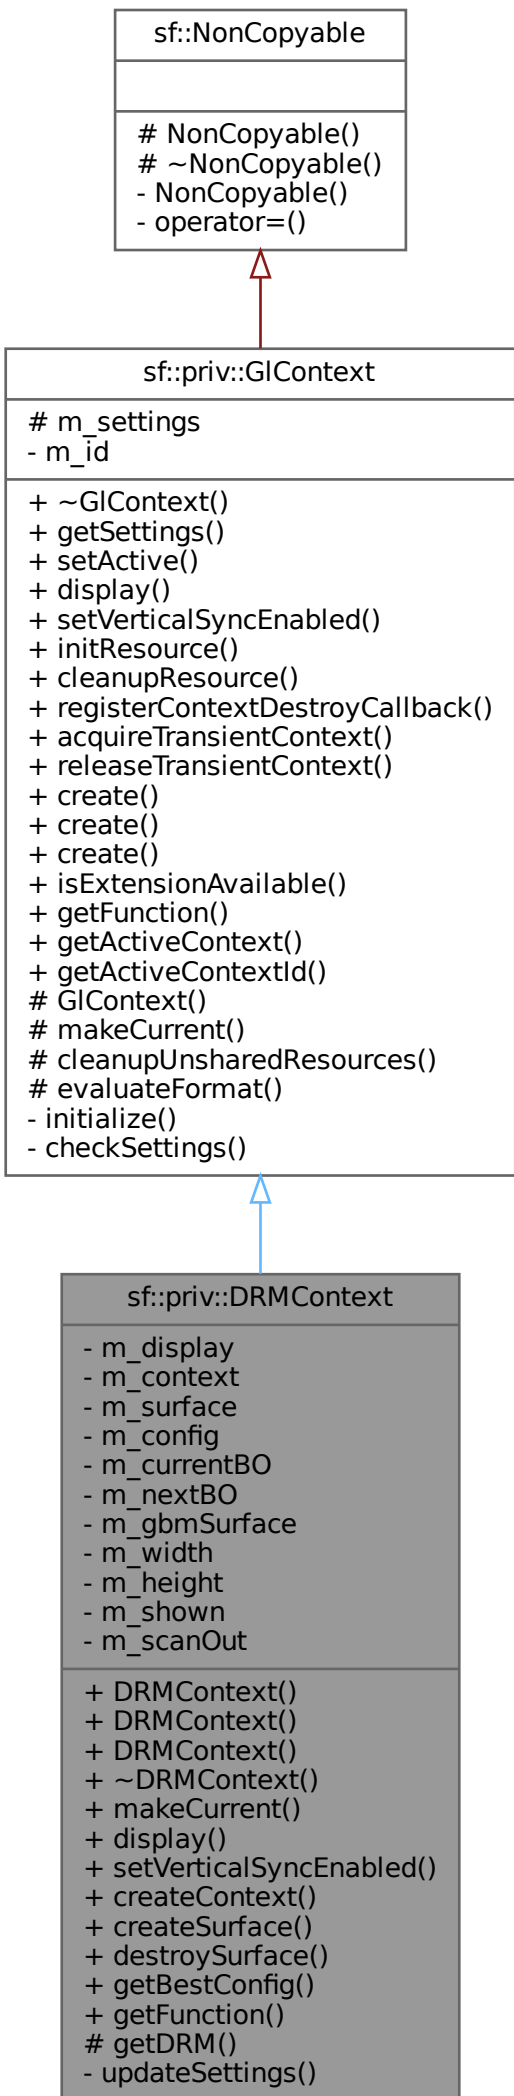 sf::NonCopyable
# NonCopyable()
# ~NonCopyable()
- NonCopyable()
- operator=()
sf::priv::GlContext
# m_settings
- m_id
+ ~GlContext()
+ getSettings()
+ setActive()
+ display()
+ setVerticalSyncEnabled()
+ initResource()
+ cleanupResource()
+ registerContextDestroyCallback()
+ acquireTransientContext()
+ releaseTransientContext()
+ create()
+ create()
+ create()
+ isExtensionAvailable()
+ getFunction()
+ getActiveContext()
+ getActiveContextId()
# GlContext()
# makeCurrent()
# cleanupUnsharedResources()
# evaluateFormat()
- initialize()
- checkSettings()
sf::priv::DRMContext
- m_display
- m_context
- m_surface
- m_config
- m_currentBO
- m_nextBO
- m_gbmSurface
- m_width
- m_height
- m_shown
- m_scanOut
+ DRMContext()
+ DRMContext()
+ DRMContext()
+ ~DRMContext()
+ makeCurrent()
+ display()
+ setVerticalSyncEnabled()
+ createContext()
+ createSurface()
+ destroySurface()
+ getBestConfig()
+ getFunction()
# getDRM()
- updateSettings()